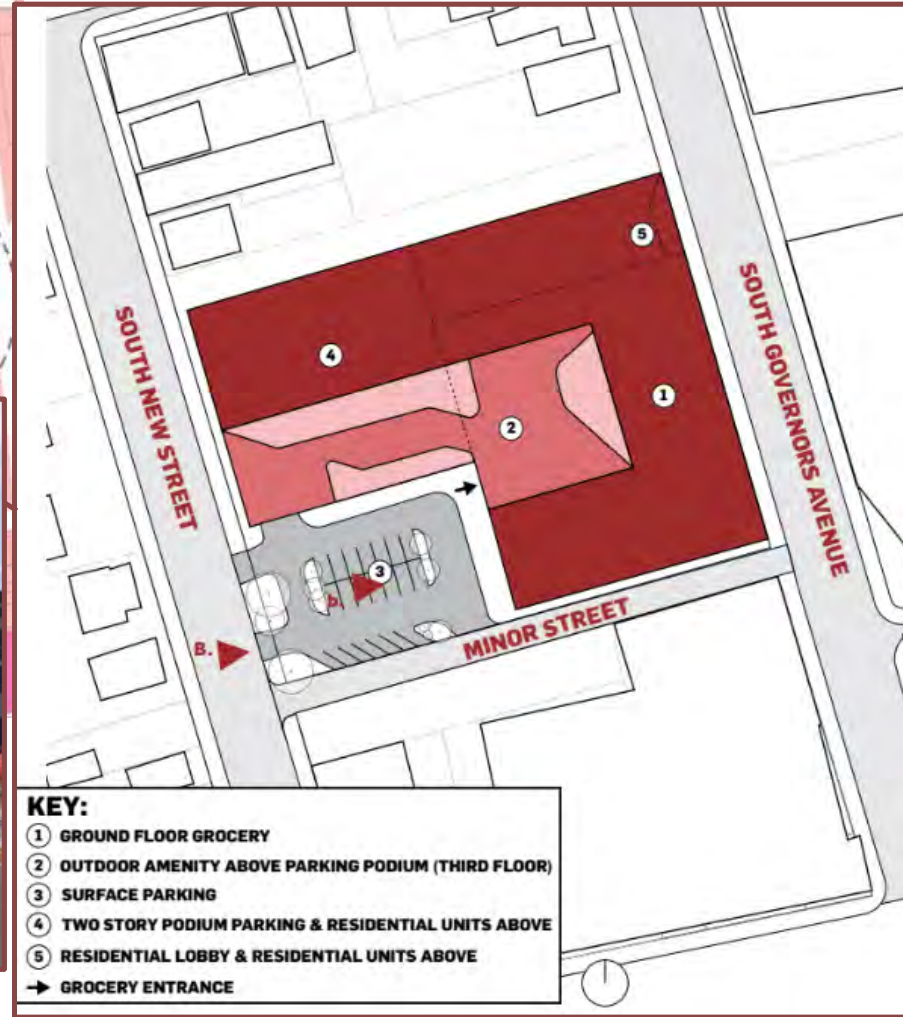 5
SOUTH NEW STREET
SOUTH GOVERNORS AVENUE
4
1
2
3
b.
B.
MINOR STREET
KEY:
1 GROUND FLOOR GROCERY
2 OUTDOOR AMENITY ABOVE PARKING PODIUM (THIRD FLOOR)
3 SURFACE PARKING
4 TWO STORY PODIUM PARKING & RESIDENTIAL UNITS ABOVE
5 RESIDENTIAL LOBBY & RESIDENTIAL UNITS ABOVE
→ GROCERY ENTRANCE